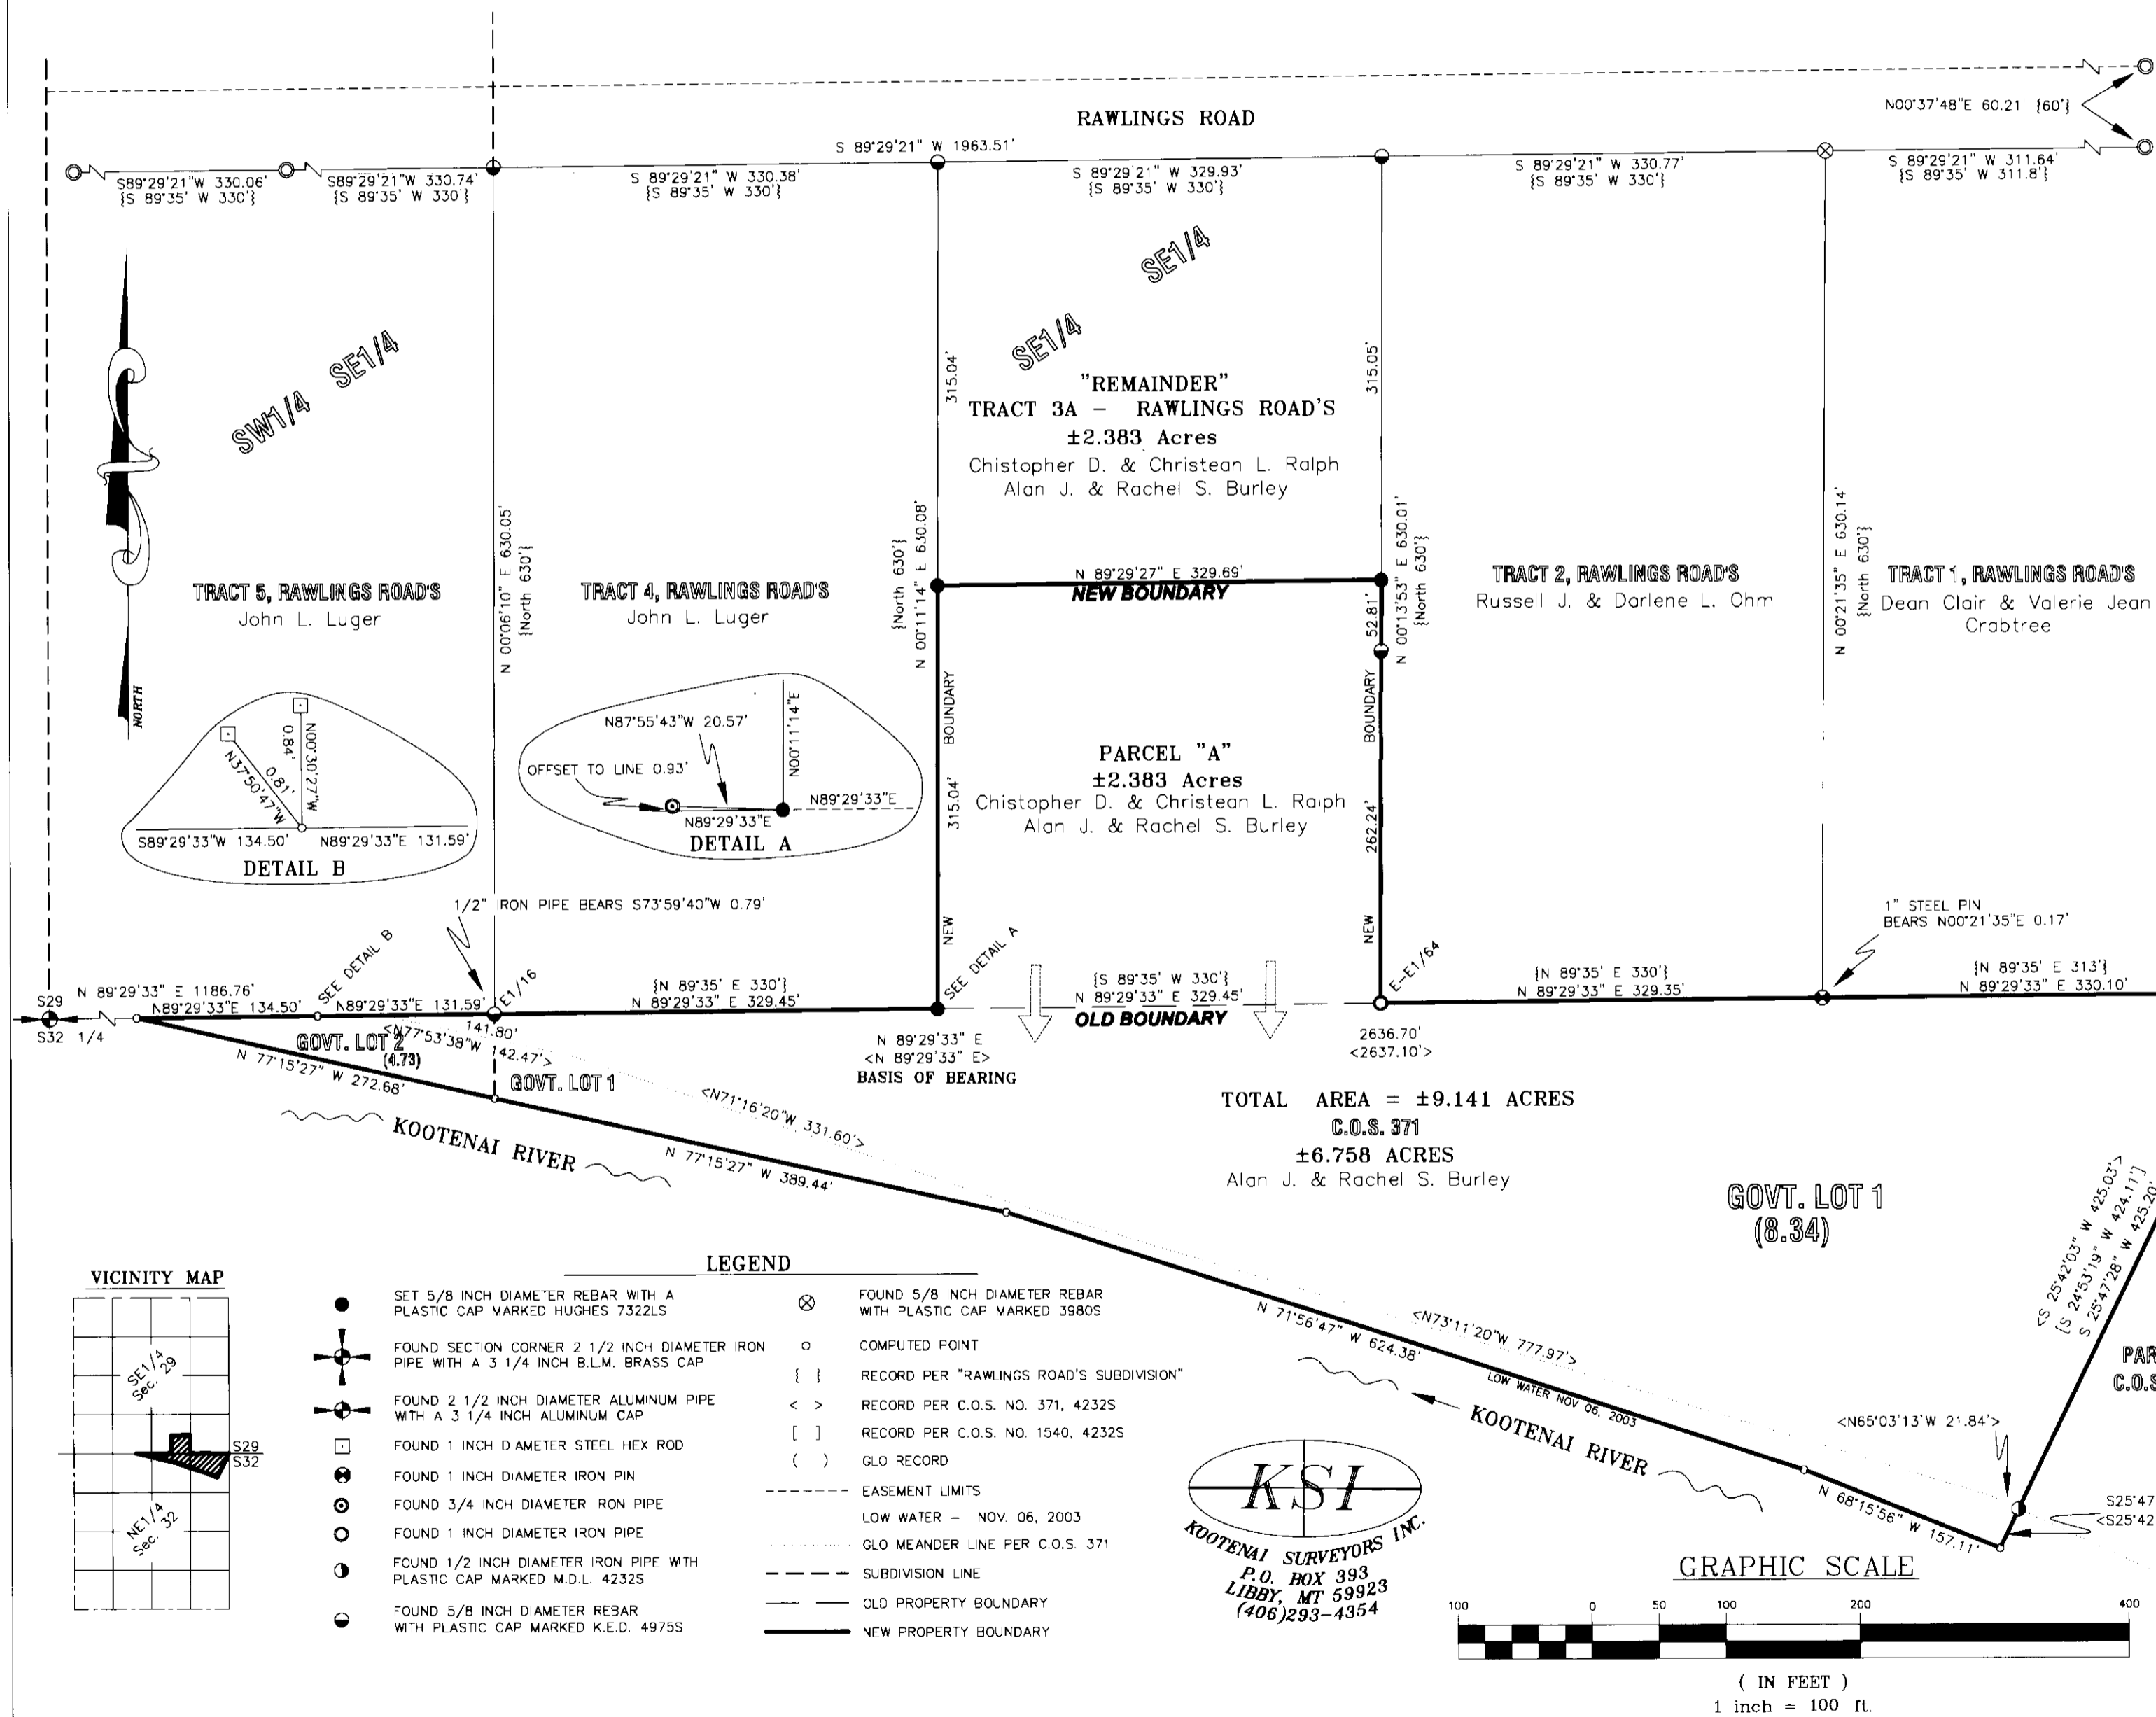 RAWLINGS ROAD
N00°37'48"E 60.21' {60'}
S 89°29'21" W 1963.51'
S89°29'21"W 330.06'
{S 89°35' W 330'}
S89°29'21"W 330.74'
{S 89°35' W 330'}
S 89°29'21" W 330.38'
{S 89°35' W 330'}
S 89°29'21" W 329.93'
{S 89°35' W 330'}
S 89°29'21" W 330.77'
{S 89°35' W 330'}
S 89°29'21" W 311.64'
{S 89°35' W 311.8'}
SW1/4 SE1/4
SE1/4 SE1/4
NORTH
315.04'
315.05'
"REMAINDER"
TRACT 3A - RAWLINGS ROAD'S
±2.383 Acres
Chistopher D. & Christean L. Ralph
Alan J. & Rachel S. Burley
N 00°06'10" E 630.05'
{North 630'}
{North 630'}
N 00°11'14" E 630.08'
N 00°13'53" E 630.01'
{North 630'}
N 00°21'35" E 630.14'
{North 630'}
TRACT 5, RAWLINGS ROAD'S
John L. Luger
TRACT 4, RAWLINGS ROAD'S
John L. Luger
N 89°29'27" E 329.69'
NEW BOUNDARY
52.81'
TRACT 2, RAWLINGS ROAD'S
Russell J. & Darlene L. Ohm
TRACT 1, RAWLINGS ROAD'S
Dean Clair & Valerie Jean
Crabtree
N00°30'27"W
0.84'
0.81'
N37°50'47"W
S89°29'33"W 134.50'
N89°29'33"E 131.59'
DETAIL B
N87°55'43"W 20.57'
N00°11'14"E
OFFSET TO LINE 0.93'
N89°29'33"E
N89°29'33"E
DETAIL A
NEW BOUNDARY
315.04'
PARCEL "A"
±2.383 Acres
Chistopher D. & Christean L. Ralph
Alan J. & Rachel S. Burley
NEW BOUNDARY
262.24'
1/2" IRON PIPE BEARS S73°59'40"W 0.79'
1" STEEL PIN
BEARS N00°21'35"E 0.17'
SEE DETAIL B
E1/16
SEE DETAIL A
E-E1/64
S29
S32 1/4
N 89°29'33" E 1186.76'
N89°29'33"E 134.50'
N89°29'33"E 131.59'
{N 89°35' E 330'}
N 89°29'33" E 329.45'
{S 89°35' W 330'}
N 89°29'33" E 329.45'
OLD BOUNDARY
{N 89°35' E 330'}
N 89°29'33" E 329.35'
{N 89°35' E 313'}
N 89°29'33" E 330.10'
141.80'
<N77°53'38"W 142.47'>
GOVT. LOT 2
(4.73)
N 77°15'27" W 272.68'
GOVT. LOT 1
N 89°29'33" E
<N 89°29'33" E>
BASIS OF BEARING
2636.70'
<2637.10'>
<N71°16'20"W 331.60'>
KOOTENAI RIVER
N 77°15'27" W 389.44'
TOTAL AREA = ±9.141 ACRES
C.O.S. 371
±6.758 ACRES
Alan J. & Rachel S. Burley
GOVT. LOT 1
(8.34)
<S 25°42'03" W 425.03'>
[S 24°53'19" W 424.11']
S 25°47'28" W 425.20'
N 71°56'47" W 624.38'
<N73°11'20"W 777.97'>
LOW WATER NOV 06, 2003
PAR
C.O.S
KOOTENAI RIVER
<N65°03'13"W 21.84'>
N 68°15'56" W 157.11'
S25°47
<S25°42
VICINITY MAP
SE1/4
Sec. 29
S29
S32
NE1/4
Sec. 32
LEGEND
SET 5/8 INCH DIAMETER REBAR WITH A
PLASTIC CAP MARKED HUGHES 7322LS
FOUND SECTION CORNER 2 1/2 INCH DIAMETER IRON
PIPE WITH A 3 1/4 INCH B.L.M. BRASS CAP
FOUND 2 1/2 INCH DIAMETER ALUMINUM PIPE
WITH A 3 1/4 INCH ALUMINUM CAP
FOUND 1 INCH DIAMETER STEEL HEX ROD
FOUND 1 INCH DIAMETER IRON PIN
FOUND 3/4 INCH DIAMETER IRON PIPE
FOUND 1 INCH DIAMETER IRON PIPE
FOUND 1/2 INCH DIAMETER IRON PIPE WITH
PLASTIC CAP MARKED M.D.L. 4232S
FOUND 5/8 INCH DIAMETER REBAR
WITH PLASTIC CAP MARKED K.E.D. 4975S
FOUND 5/8 INCH DIAMETER REBAR
WITH PLASTIC CAP MARKED 3980S
COMPUTED POINT
{ } RECORD PER "RAWLINGS ROAD'S SUBDIVISION"
< > RECORD PER C.O.S. NO. 371, 4232S
[ ] RECORD PER C.O.S. NO. 1540, 4232S
( ) GLO RECORD
EASEMENT LIMITS
LOW WATER - NOV. 06, 2003
GLO MEANDER LINE PER C.O.S. 371
SUBDIVISION LINE
OLD PROPERTY BOUNDARY
NEW PROPERTY BOUNDARY
KSI
KOOTENAI SURVEYORS INC.
P.O. BOX 393
LIBBY, MT 59923
(406)293-4354
GRAPHIC SCALE
100 0 50 100 200 400
( IN FEET )
1 inch = 100 ft.